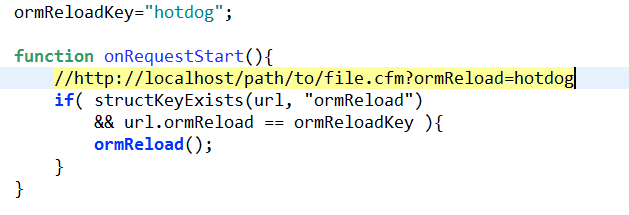 ormReloadKey="hotdog";
function onRequestStart(){
//http://localhost/path/to/file.cfm?ormReload=hotdog
if( structKeyExists(url, "ormReload")
&& url.ormReload == ormReloadKey ){
ormReload();
}
}